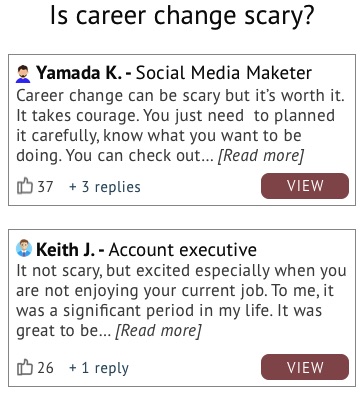 Is career change scary?
Yamada K. - Social Media Maketer
Career change can be scary but it's worth it.
It takes courage. You just need to planned
it carefully, know what you want to be
doing. You can check out... [Read more]
37 + 3 replies VIEW
Keith J. - Account executive
It not scary, but excited especially when you
are not enjoying your current job. To me, it
was a significant period in my life. It was
great to be... [Read more]
26 + 1 reply VIEW